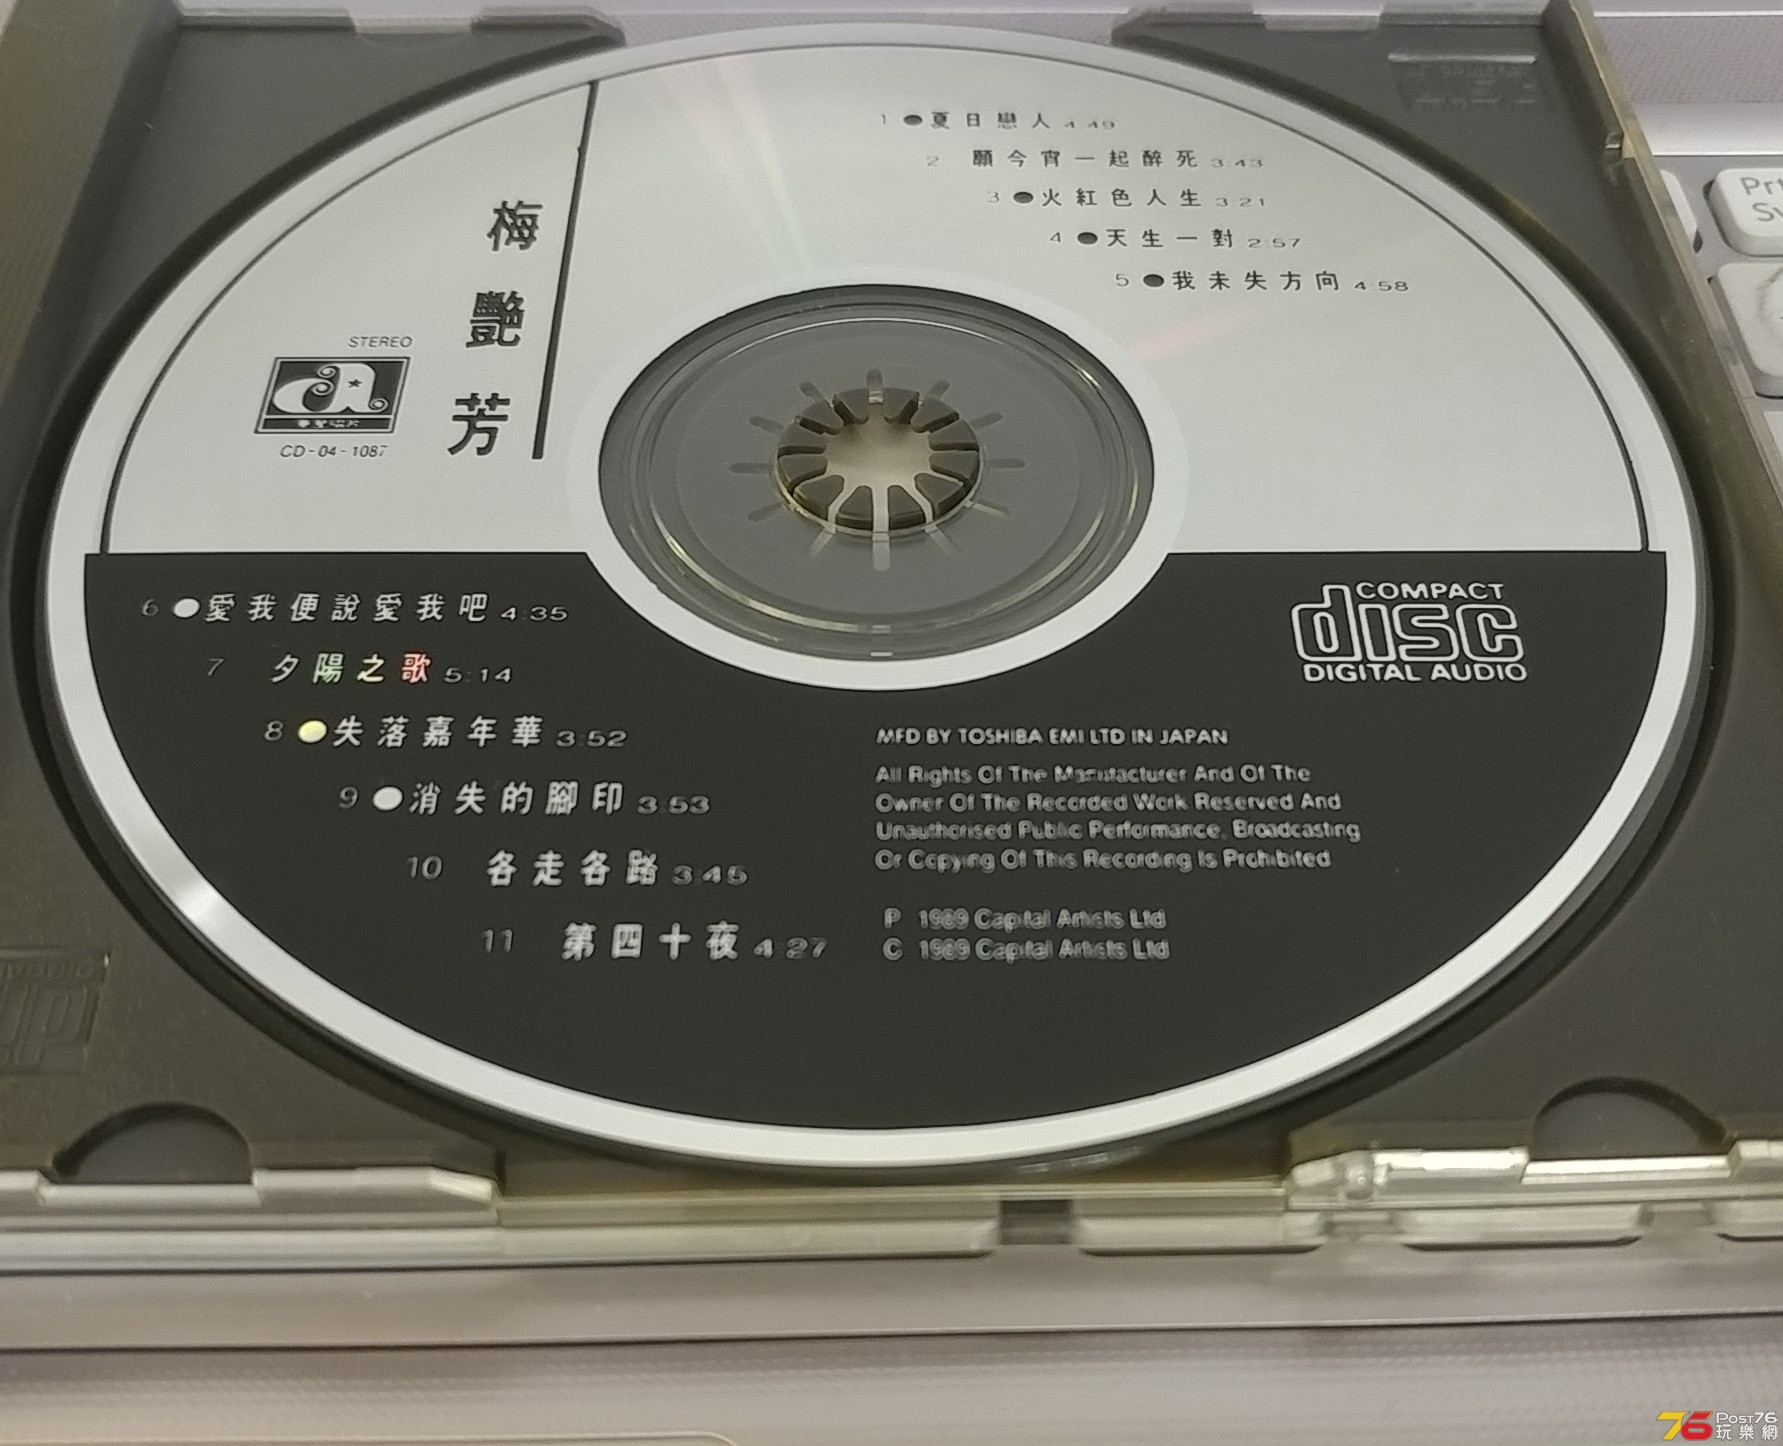 1 ●夏日戀人 4:49
2 願今宵一起醉死 3:43
3 ●火紅色人生 3:21
4 ●天生一對 2:57
5 ●我未失方向 4:58
梅艷芳
STEREO
華星唱片
CD-04-1087
6 ●愛我便說愛我吧 4:35
7 夕陽之歌 5:14
8 ●失落嘉年華 3:52
9 ●消失的腳印 3:53
10 各走各路 3:45
11 第四十夜 4:27
COMPACT
disc
DIGITAL AUDIO
MFD BY TOSHIBA EMI LTD IN JAPAN
All Rights Of The Manufacturer And Of The
Owner Of The Recorded Work Reserved And
Unauthorised Public Performance. Broadcasting
Or Copying Of This Recording Is Prohibited
P 1989 Capital Artists Ltd
C 1989 Capital Artists Ltd
76 POST76
玩樂網